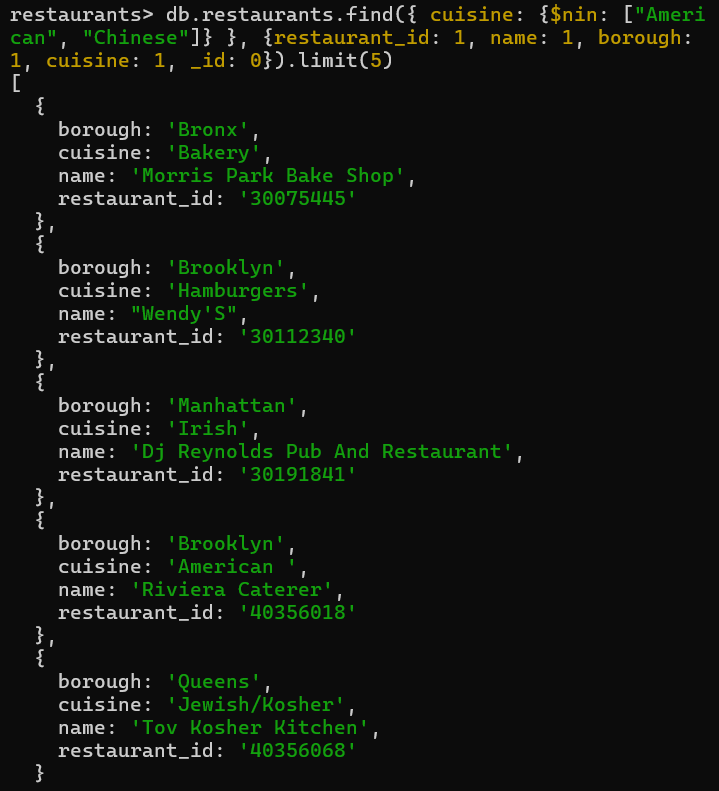 restaurants> db.restaurants.find({ cuisine: {$nin: ["Ameri
can", "Chinese"]} }, {restaurant_id: 1, name: 1, borough:
1, cuisine: 1, _id: 0}).limit(5)
[
  {
    borough: 'Bronx',
    cuisine: 'Bakery',
    name: 'Morris Park Bake Shop',
    restaurant_id: '30075445'
  },
  {
    borough: 'Brooklyn',
    cuisine: 'Hamburgers',
    name: "Wendy'S",
    restaurant_id: '30112340'
  },
  {
    borough: 'Manhattan',
    cuisine: 'Irish',
    name: 'Dj Reynolds Pub And Restaurant',
    restaurant_id: '30191841'
  },
  {
    borough: 'Brooklyn',
    cuisine: 'American ',
    name: 'Riviera Caterer',
    restaurant_id: '40356018'
  },
  {
    borough: 'Queens',
    cuisine: 'Jewish/Kosher',
    name: 'Tov Kosher Kitchen',
    restaurant_id: '40356068'
  }